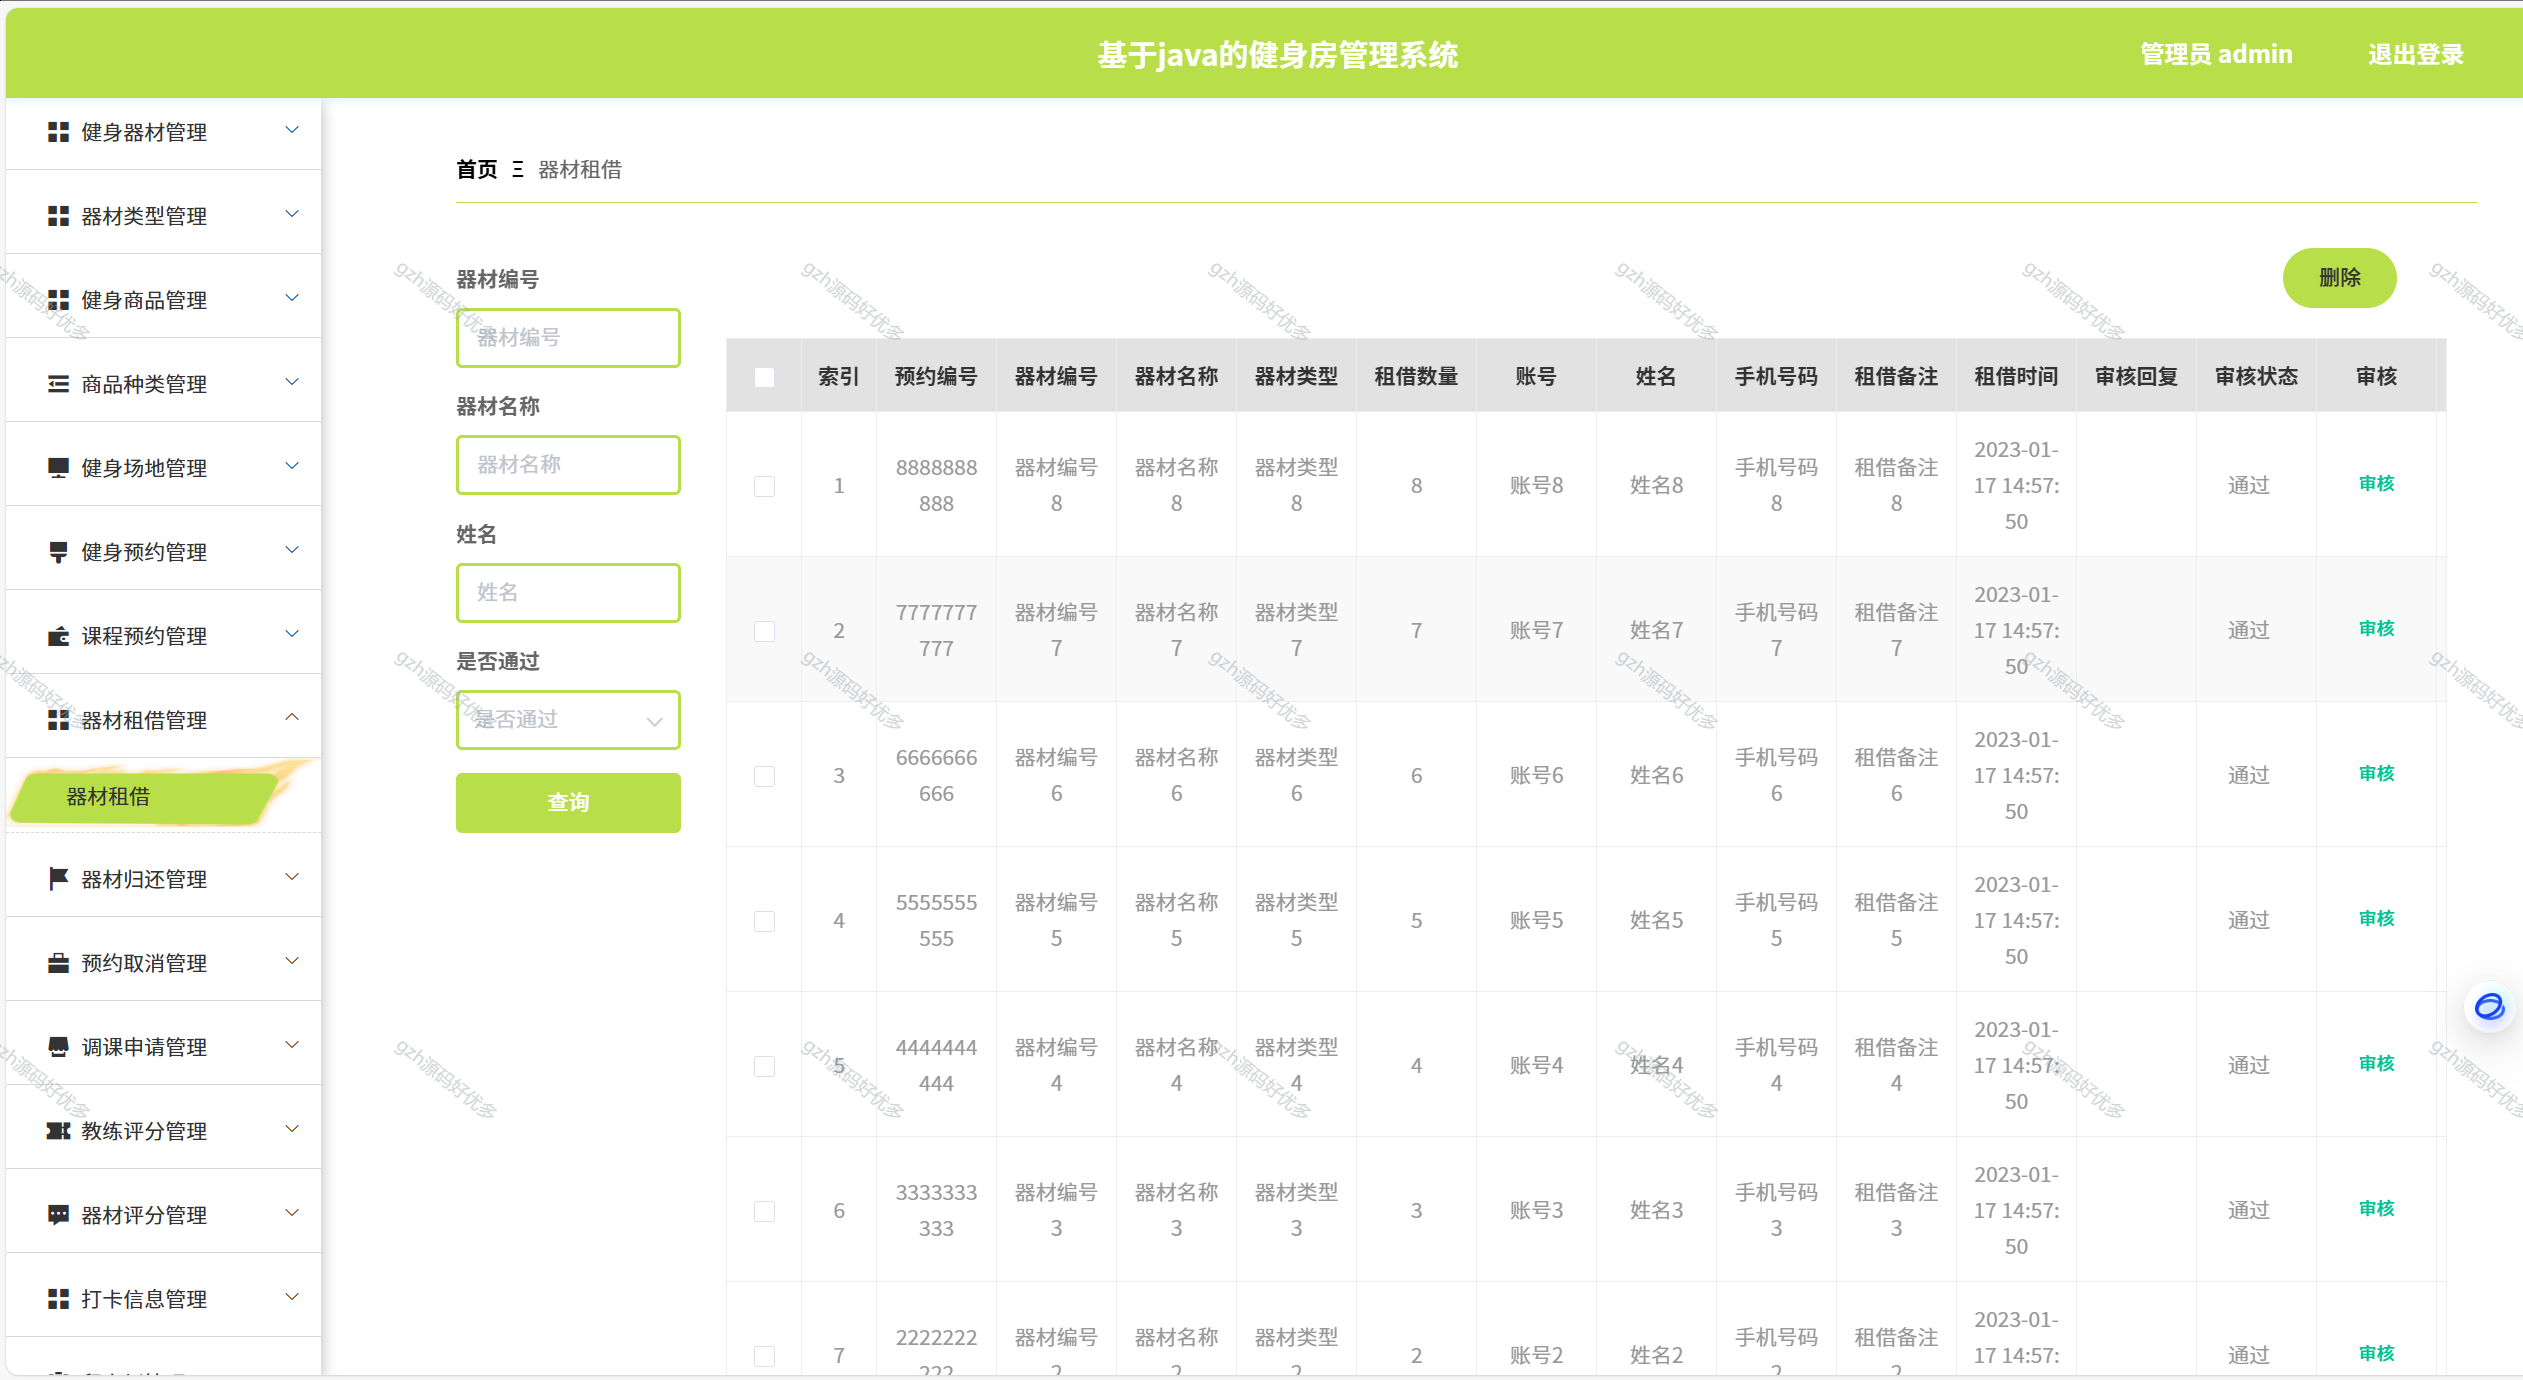 基于java的健身房管理系统
管理员 admin
退出登录
健身器材管理
器材类型管理
健身商品管理
商品种类管理
健身场地管理
健身预约管理
课程预约管理
器材租借管理
器材租借
器材归还管理
预约取消管理
调课申请管理
教练评分管理
器材评分管理
打卡信息管理
首页 器材租借
器材编号
器材编号
器材名称
器材名称
姓名
姓名
是否通过
是否通过
查询
删除
索引 预约编号 器材编号 器材名称 器材类型 租借数量 账号 姓名 手机号码 租借备注 租借时间 审核回复 审核状态 审核
1 8888888888 器材编号8 器材名称8 器材类型8 8 账号8 姓名8 手机号码8 租借备注8 2023-01-17 14:57:50 通过 审核
2 7777777777 器材编号7 器材名称7 器材类型7 7 账号7 姓名7 手机号码7 租借备注7 2023-01-17 14:57:50 通过 审核
3 6666666666 器材编号6 器材名称6 器材类型6 6 账号6 姓名6 手机号码6 租借备注6 2023-01-17 14:57:50 通过 审核
4 5555555555 器材编号5 器材名称5 器材类型5 5 账号5 姓名5 手机号码5 租借备注5 2023-01-17 14:57:50 通过 审核
5 4444444444 器材编号4 器材名称4 器材类型4 4 账号4 姓名4 手机号码4 租借备注4 2023-01-17 14:57:50 通过 审核
6 3333333333 器材编号3 器材名称3 器材类型3 3 账号3 姓名3 手机号码3 租借备注3 2023-01-17 14:57:50 通过 审核
7 2222222222 器材编号2 器材名称2 器材类型2 2 账号2 姓名2 手机号码2 租借备注2 2023-01-17 14:57: 通过 审核
gzh源码好优多